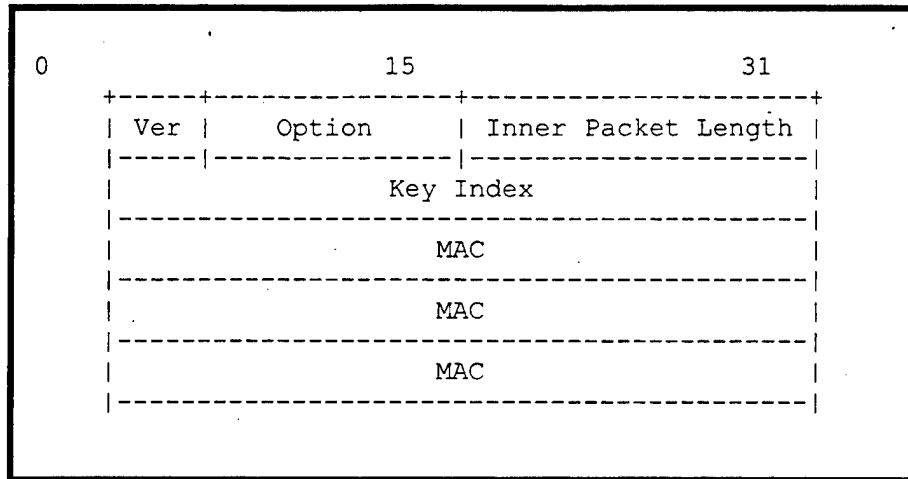 0 15 31
Ver Option Inner Packet Length
Key Index
MAC
MAC
MAC